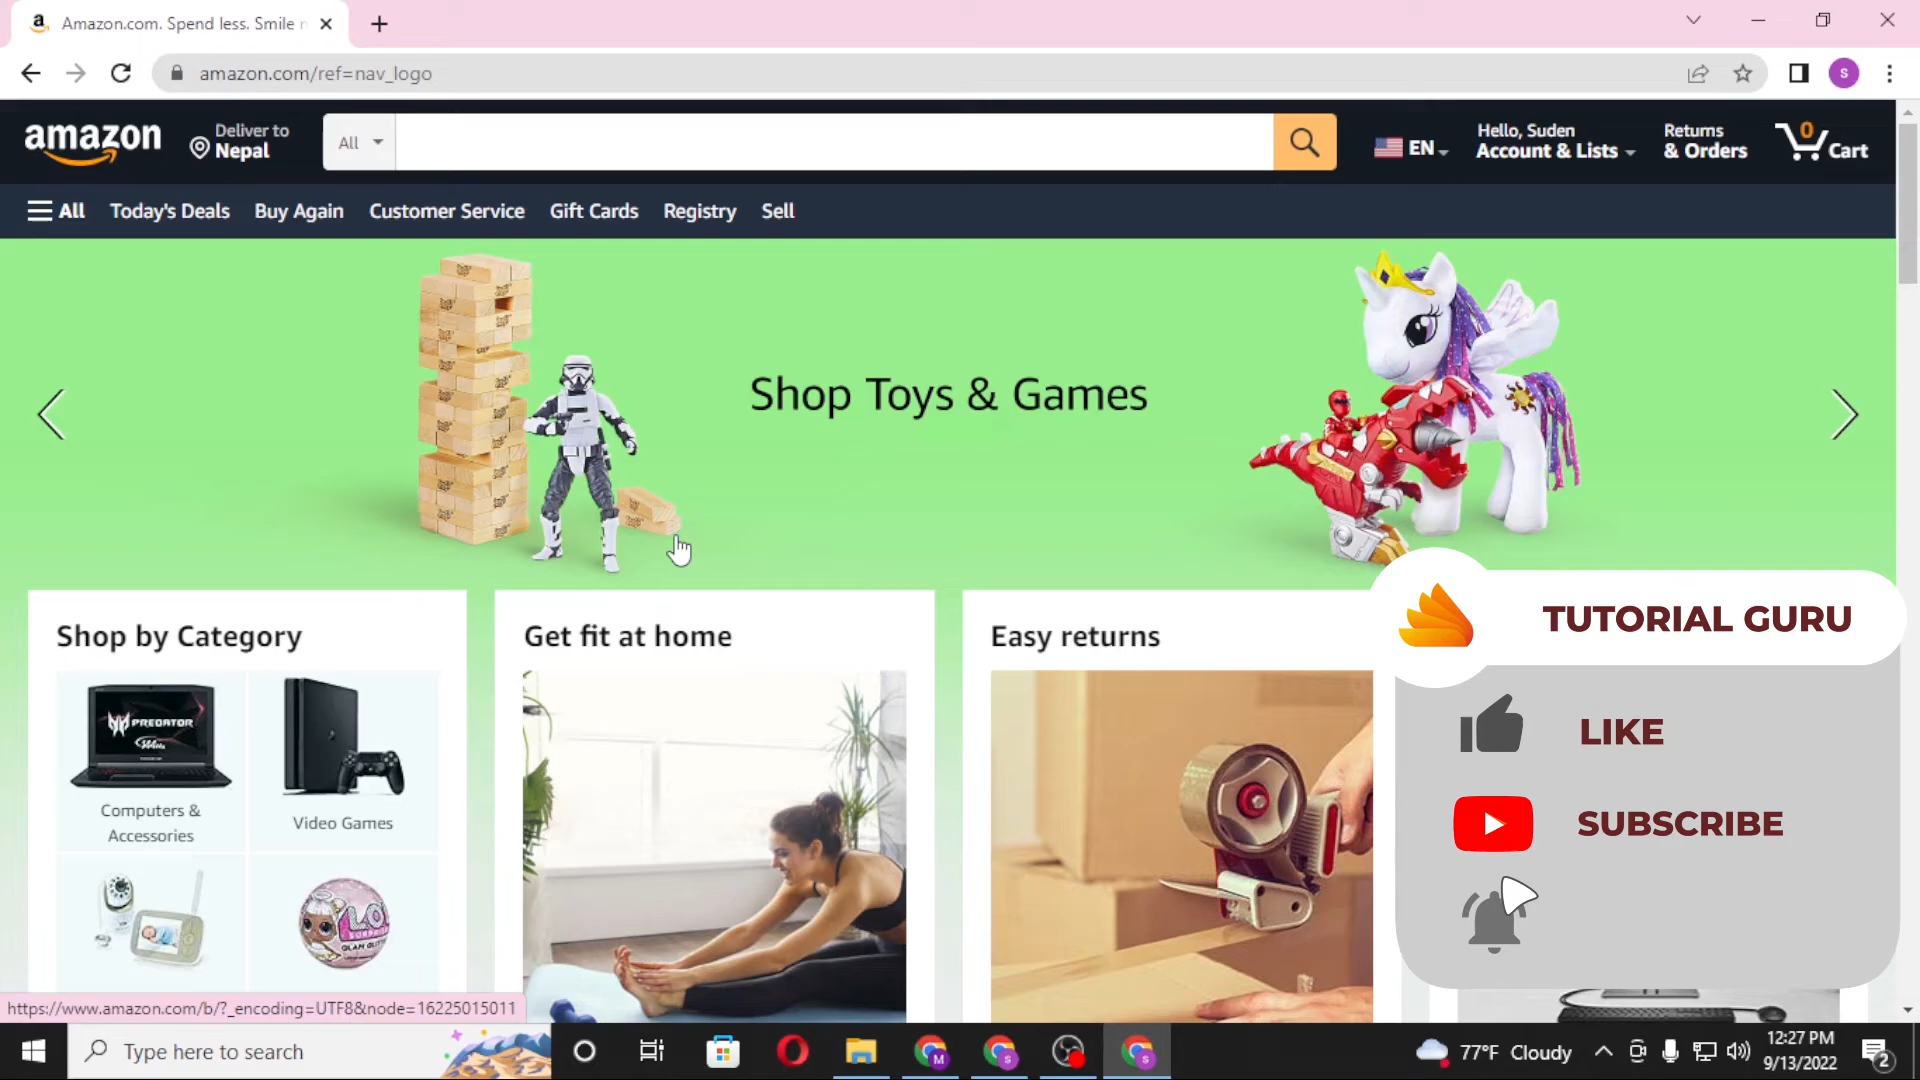 Amazon.com. Spend less. Smile
amazon.com/ref=nav_logo
S
amazon
Deliver to
Nepal
All
EN
Hello, Suden
Account & Lists
Returns
& Orders
0
Cart
All
Today's Deals
Buy Again
Customer Service
Gift Cards
Registry
Sell
Shop Toys & Games
Shop by Category
Get fit at home
Easy returns
PREDATOR
Computers &
Accessories
Video Games
TUTORIAL GURU
LIKE
SUBSCRIBE
https://www.amazon.com/b/?_encoding=UTF8&node=16225015011
Type here to search
M
S
S
77°F Cloudy
12:27 PM
9/13/2022
2